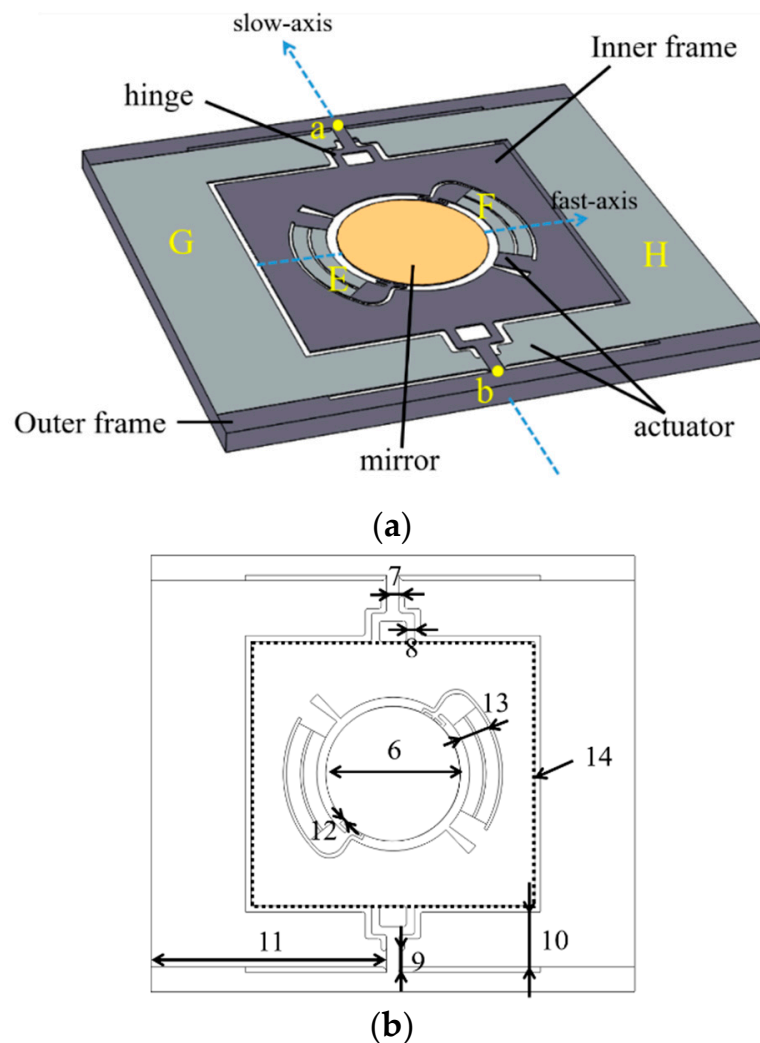 slow-axis
Inner frame
hinge
a
F
fast-axis
G
E
H
b
Outer frame
mirror
actuator
(a)
7
8
13
6
14
12
11
9
10
(b)